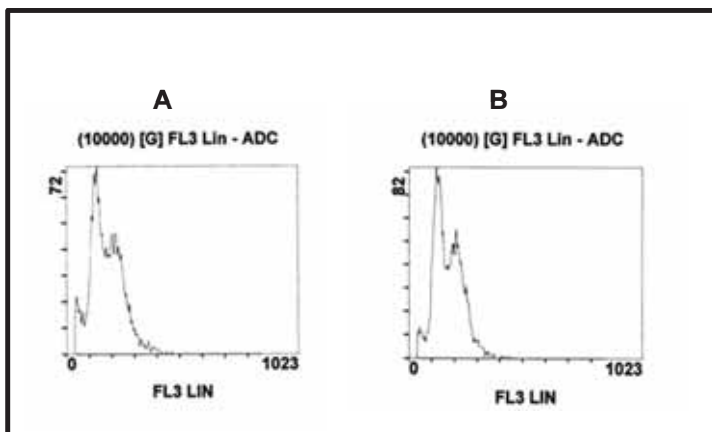 A
(10000) [G] FL3 Lin - ADC
72
0 1023
FL3 LIN
B
(10000) [G] FL3 Lin - ADC
82
0 1023
FL3 LIN